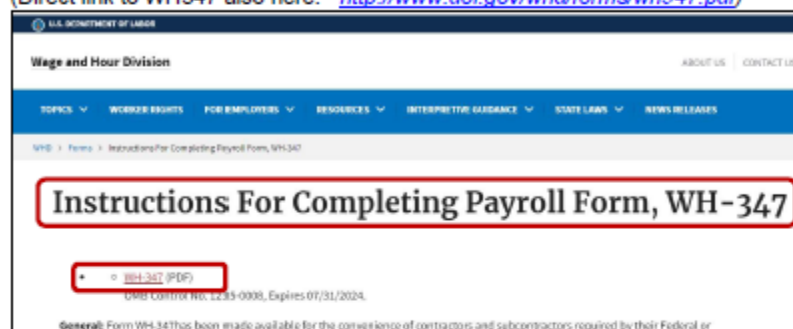 (Direct link to WH347 also here: http://www.dol.gov/whd/forms/wh347.pdf)
U.S. DEPARTMENT OF LABOR
Wage and Hour Division
ABOUT US CONTACT US
TOPICS WORKER RIGHTS FOR EMPLOYERS RESOURCES INTERPRETIVE GUIDANCE STATE LAWS NEWS RELEASES
WHD > Forms > Instructions For Completing Payroll Form, WH-347
Instructions For Completing Payroll Form, WH-347
WH-347 (PDF)
OMB Control No. 1235-0008, Expires 07/31/2024.
General: Form WH-347has been made available for the convenience of contractors and subcontractors required by their Federal or